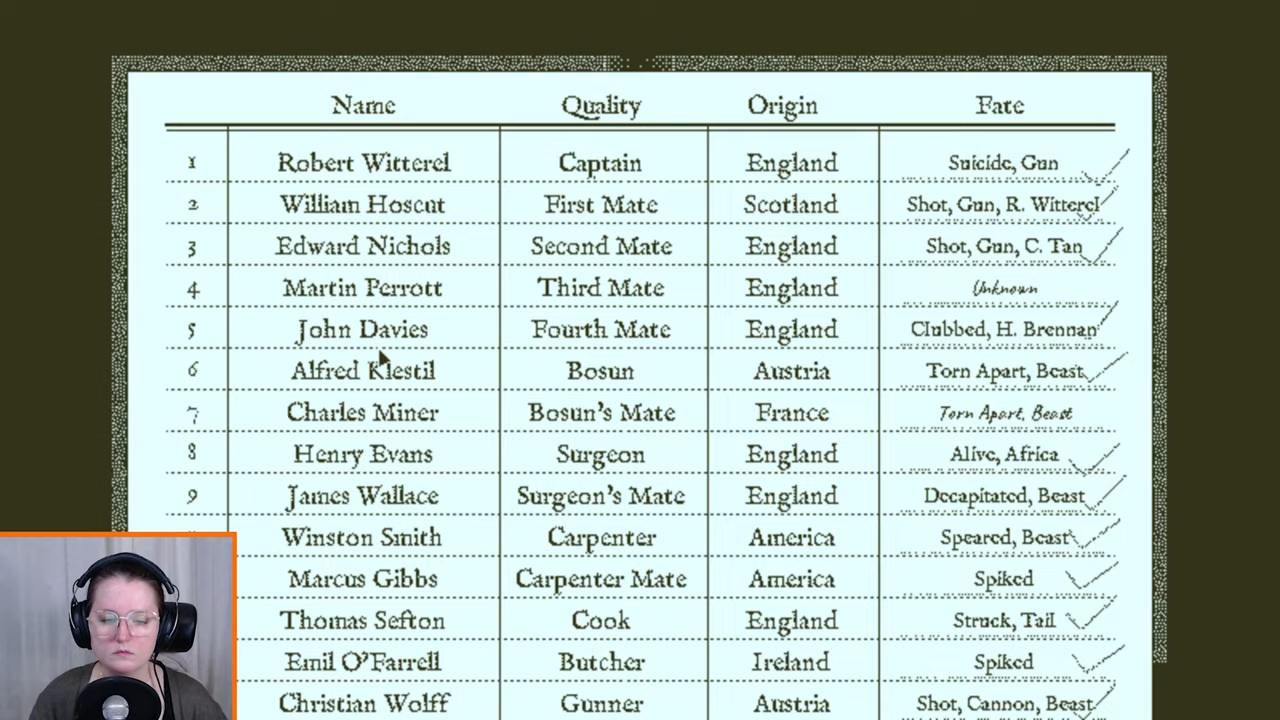 Name Quality Origin Fate
1 Robert Witterel Captain England Suicide, Gun
2 William Hoscut First Mate Scotland Shot, Gun, R. Witterel
3 Edward Nichols Second Mate England Shot, Gun, C. Tan
4 Martin Perrott Third Mate England Unknown
5 John Davies Fourth Mate England Clubbed, H. Brennan
6 Alfred Klestil Bosun Austria Torn Apart, Beast
7 Charles Miner Bosun's Mate France Torn Apart, Beast
8 Henry Evans Surgeon England Alive, Africa
9 James Wallace Surgeon's Mate England Decapitated, Beast
Winston Smith Carpenter America Speared, Beast
Marcus Gibbs Carpenter Mate America Spiked
Thomas Sefton Cook England Struck, Tail
Emil O'Farrell Butcher Ireland Spiked
Christian Wolff Gunner Austria Shot, Cannon, Beast